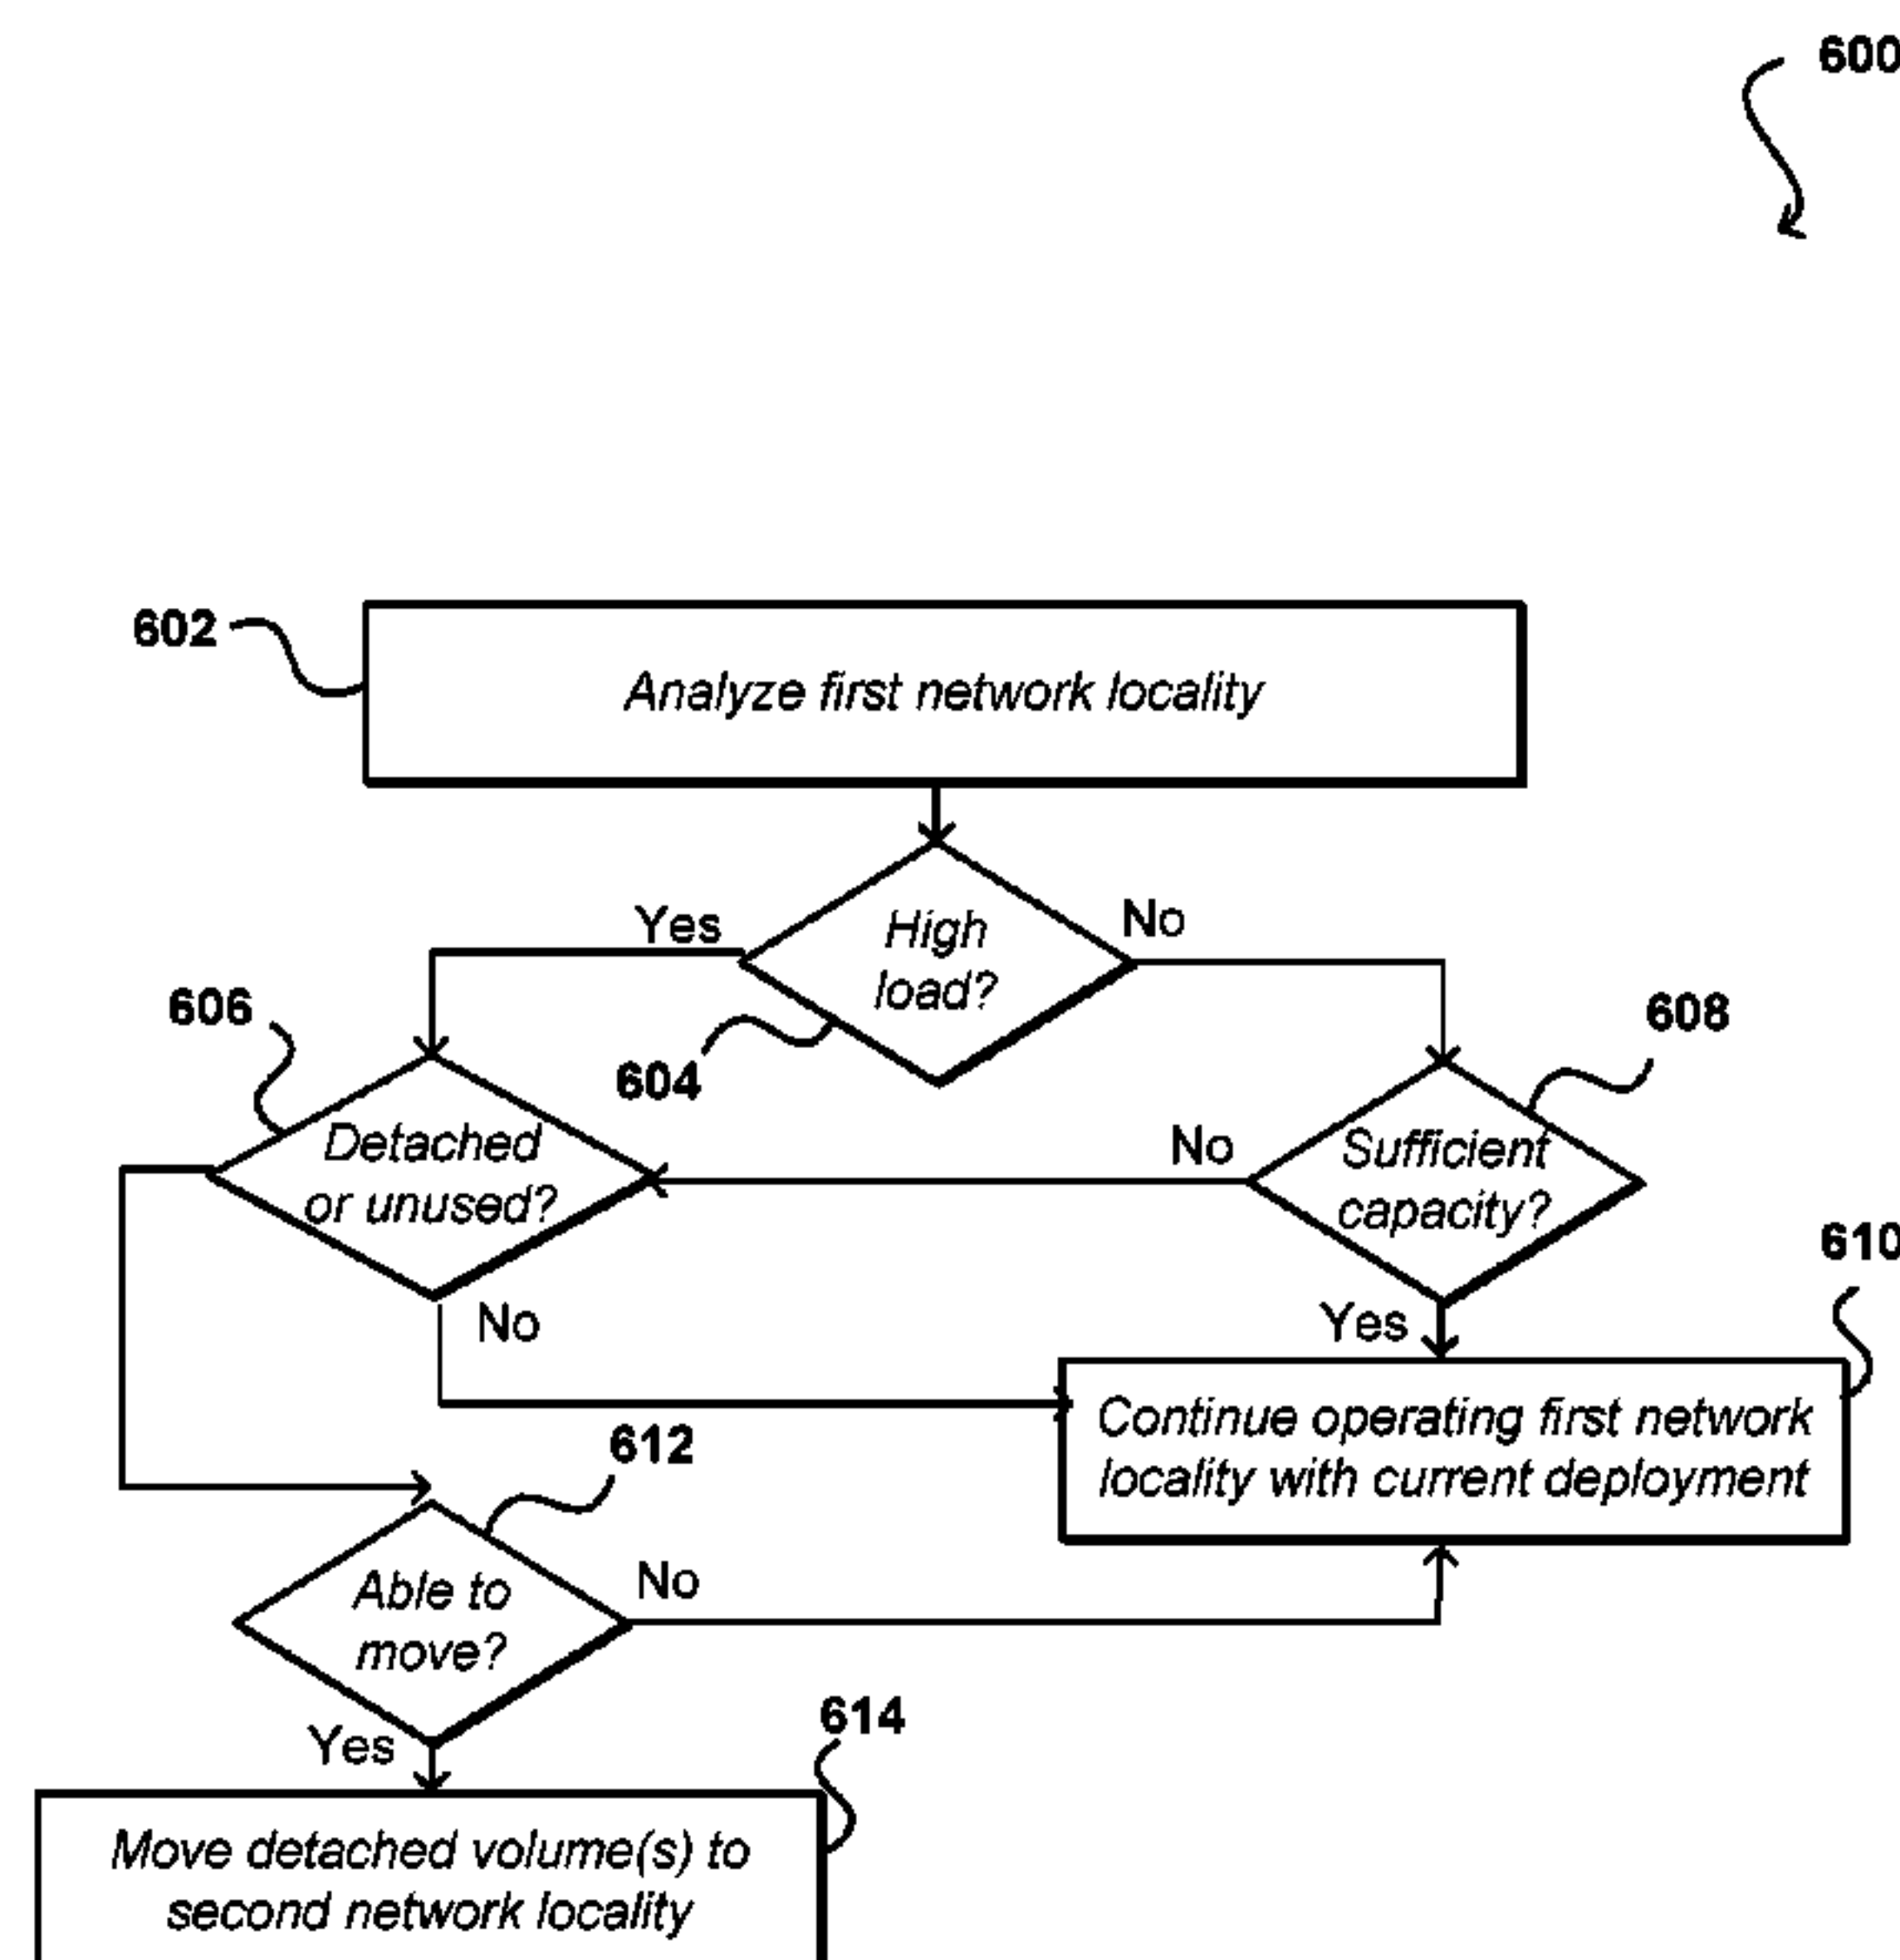 600
602
Analyze first network locality
Yes
High
load?
No
604
606
Detached
or unused?
No
608
Sufficient
capacity?
No
Yes
610
Continue operating first network
locality with current deployment
612
Able to
move?
No
Yes
614
Move detached volume(s) to
second network locality